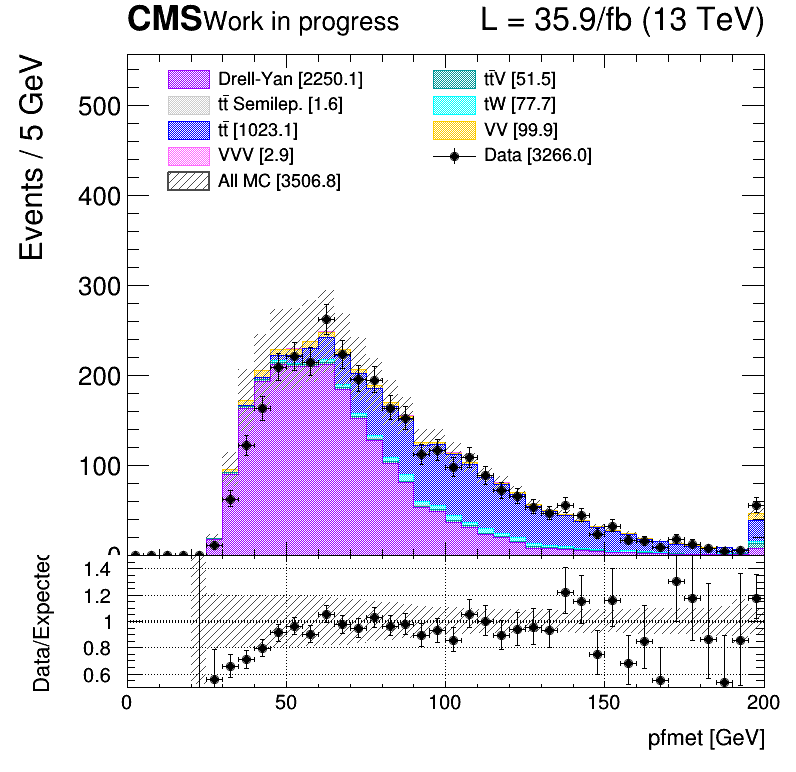 CMS Work in progress L = 35.9/fb (13 TeV)
Events / 5 GeV
Drell-Yan [2250.1]
tt̄ Semilep. [1.6]
tt̄ [1023.1]
VVV [2.9]
All MC [3506.8]
tt̄V [51.5]
tW [77.7]
VV [99.9]
Data [3266.0]
500
400
300
200
100
0
Data/Expected
1.4
1.2
1
0.8
0.6
0 50 100 150 200
pfmet [GeV]